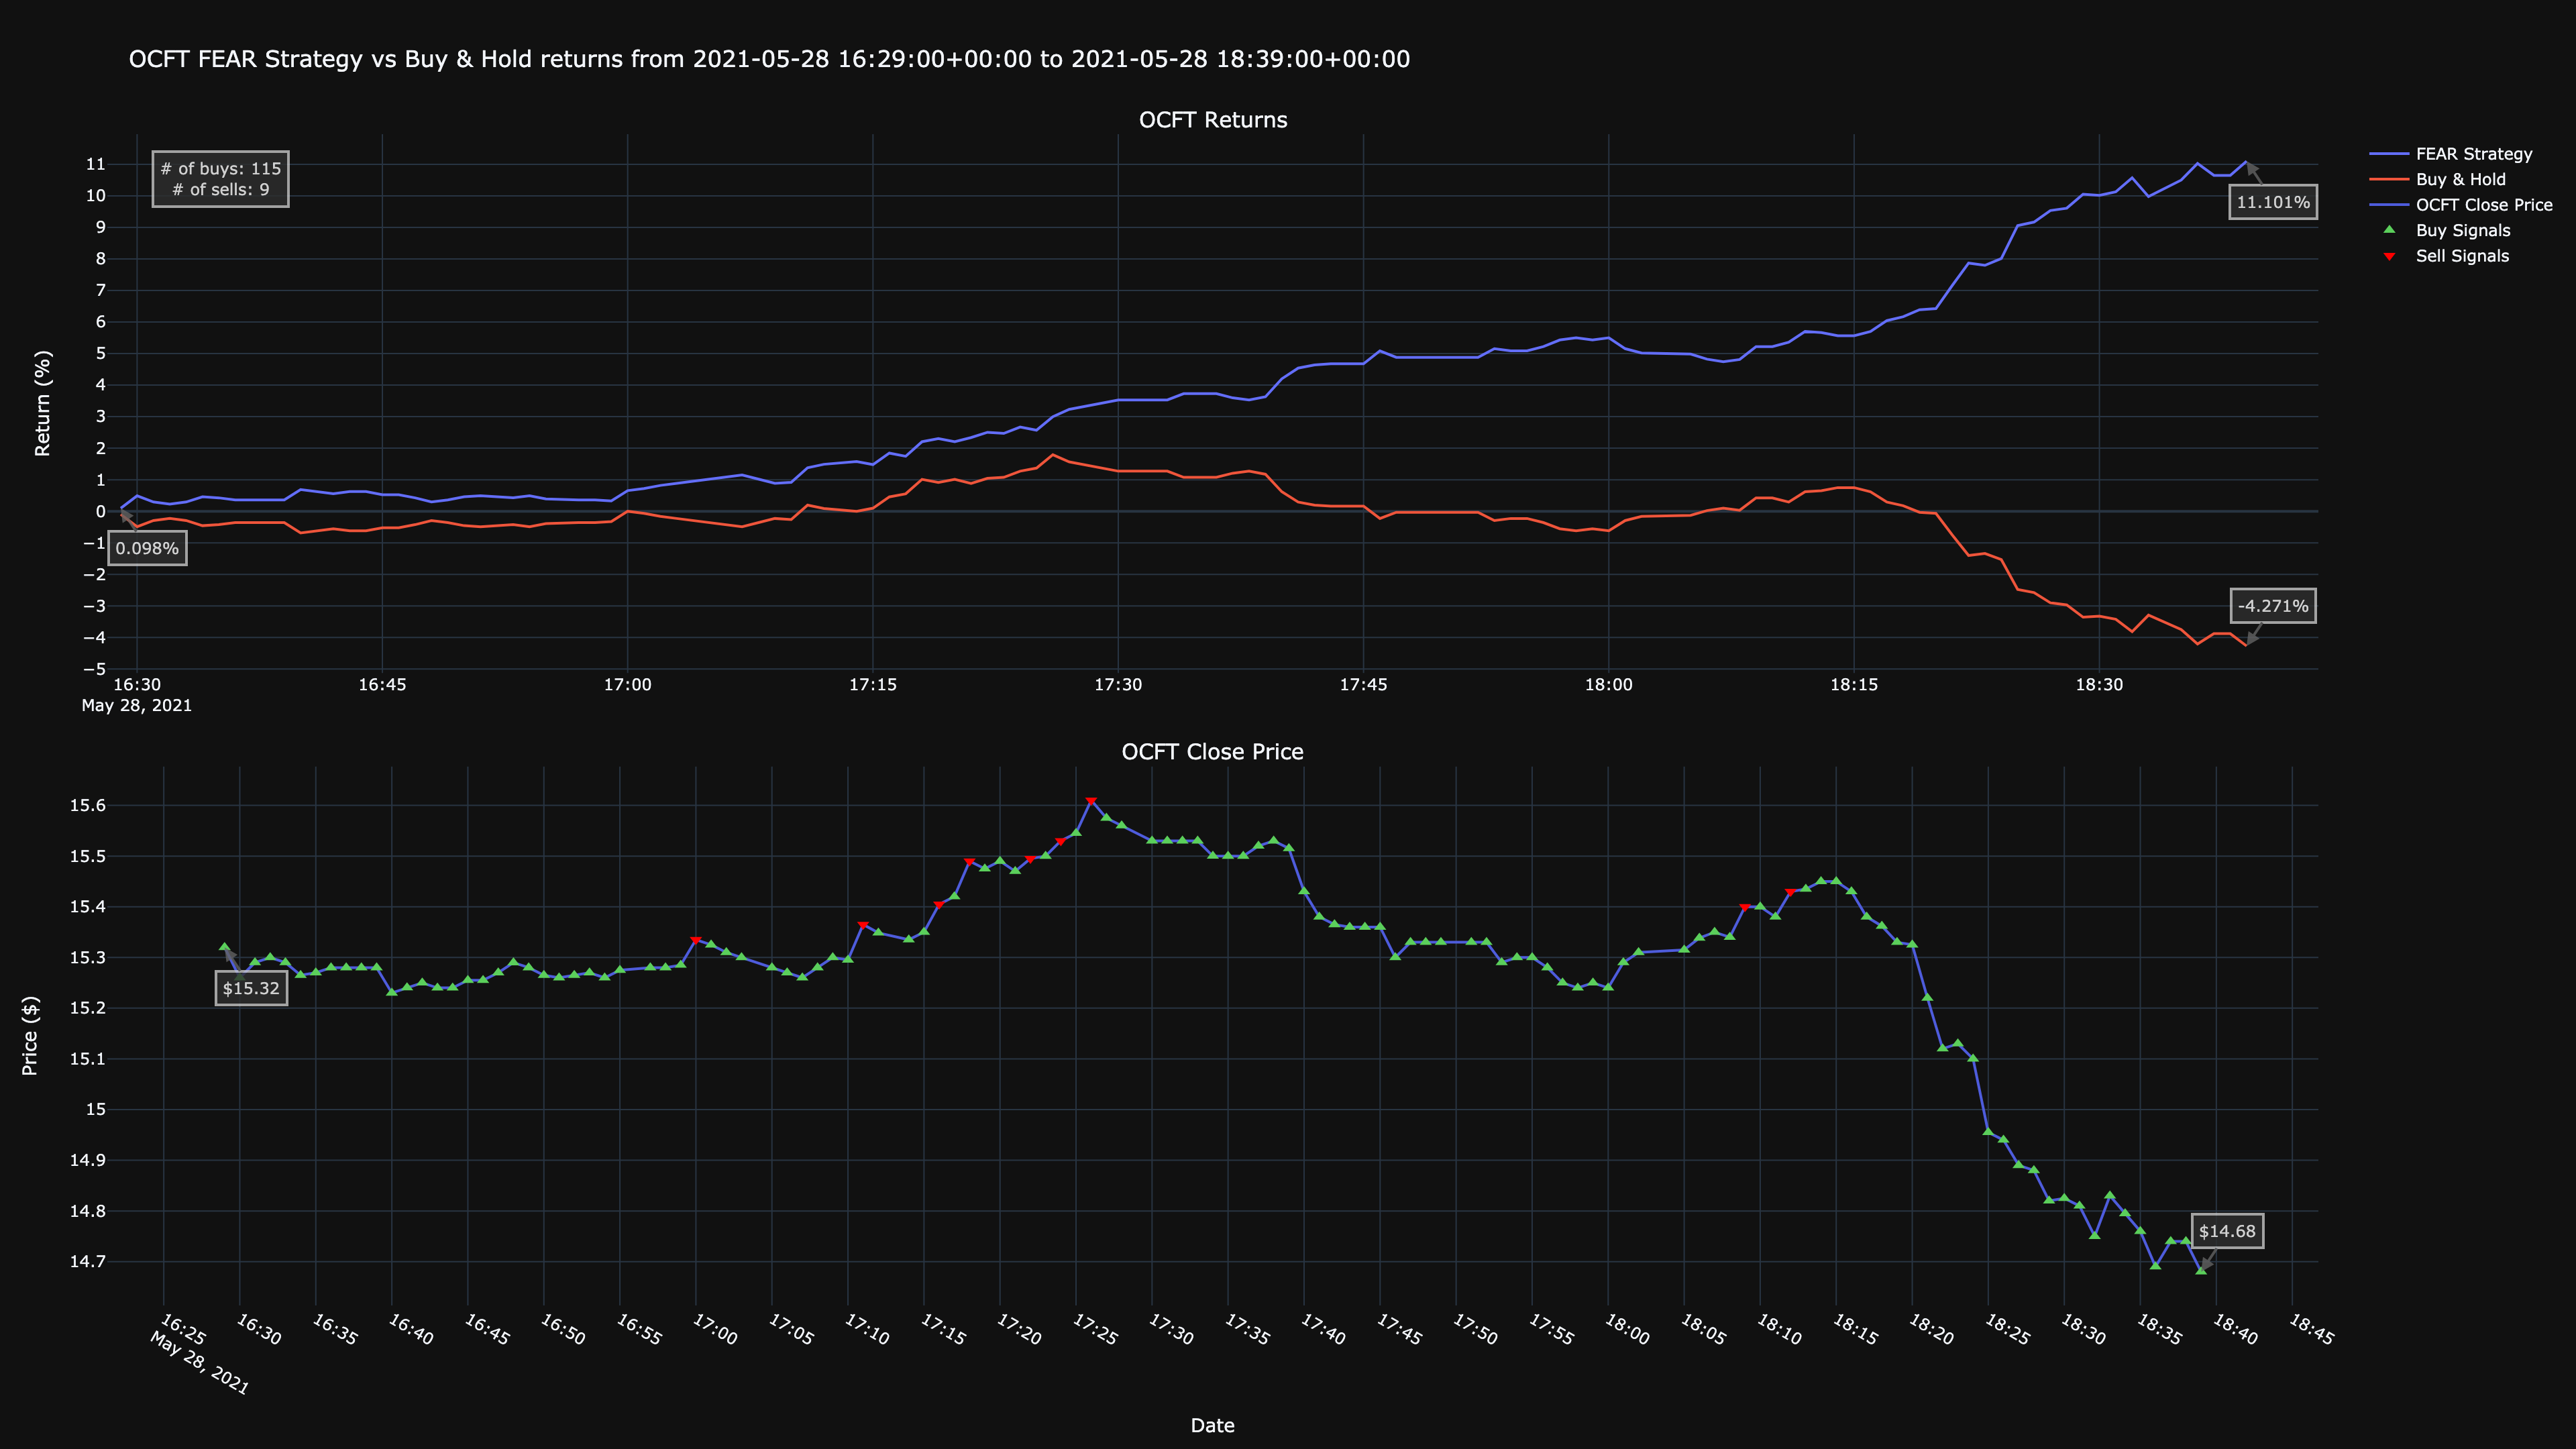 OCFT FEAR Strategy vs Buy & Hold returns from 2021-05-28 16:29:00+00:00 to 2021-05-28 18:39:00+00:00
OCFT Returns
FEAR Strategy
Buy & Hold
OCFT Close Price
Buy Signals
Sell Signals
# of buys: 115
# of sells: 9
Return (%)
11
10
9
8
7
6
5
4
3
2
1
0
−1
−2
−3
−4
−5
11.101%
0.098%
-4.271%
16:30 16:45 17:00 17:15 17:30 17:45 18:00 18:15 18:30
May 28, 2021
OCFT Close Price
Price ($)
15.6
15.5
15.4
15.3
15.2
15.1
15
14.9
14.8
14.7
$15.32
$14.68
16:25 16:30 16:35 16:40 16:45 16:50 16:55 17:00 17:05 17:10 17:15 17:20 17:25 17:30 17:35 17:40 17:45 17:50 17:55 18:00 18:05 18:10 18:15 18:20 18:25 18:30 18:35 18:40 18:45
May 28, 2021
Date